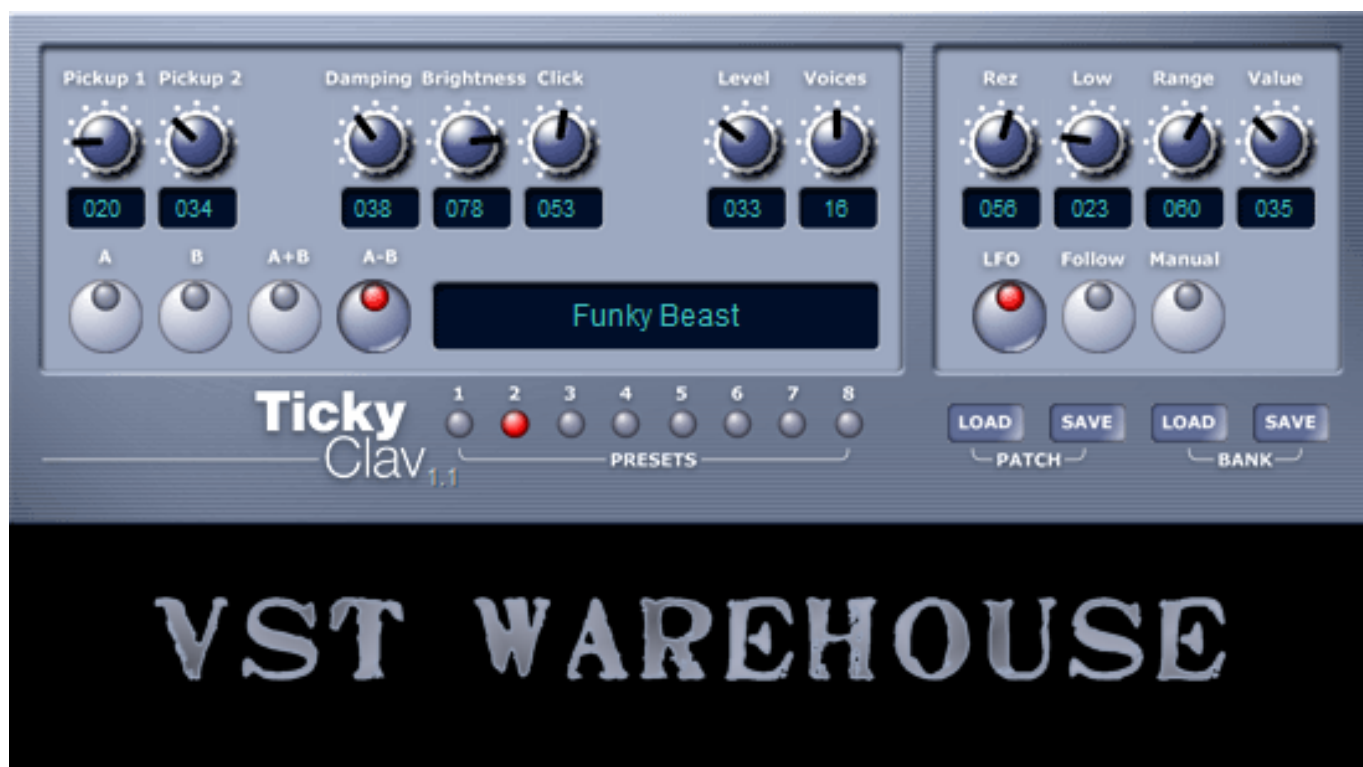 Pickup 1 Pickup 2 Damping Brightness Click Level Voices Rez Low Range Value
020 034 038 078 053 033 16 056 023 060 035
A B A+B A-B LFO Follow Manual
Funky Beast
Ticky
Clav 1.1
1 2 3 4 5 6 7 8
PRESETS
LOAD SAVE LOAD SAVE
PATCH BANK
VST WAREHOUSE